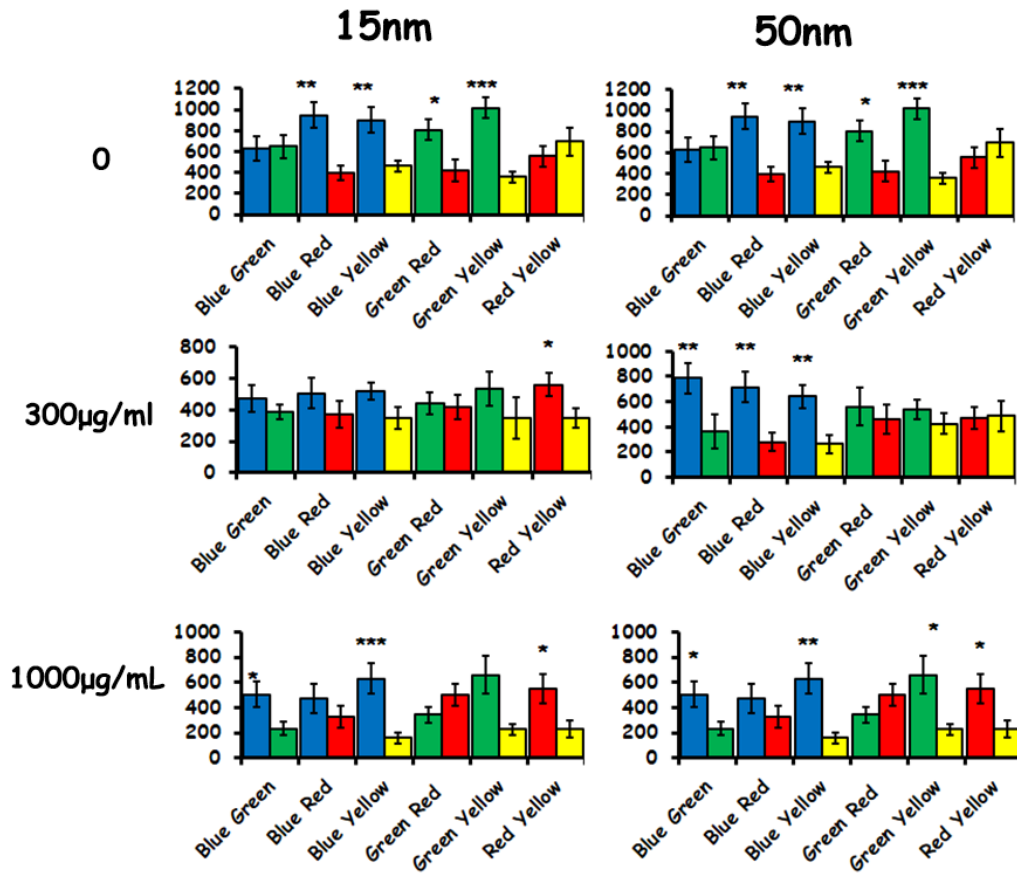 15nm 50nm
0
** ** * ***
1200
1000
800
600
400
200
0
Blue Green
Blue Red
Blue Yellow
Green Red
Green Yellow
Red Yellow
** ** * ***
1200
1000
800
600
400
200
0
Blue Green
Blue Red
Blue Yellow
Green Red
Green Yellow
Red Yellow
300µg/ml
*
800
600
400
200
0
Blue Green
Blue Red
Blue Yellow
Green Red
Green Yellow
Red Yellow
** ** **
1000
800
600
400
200
0
Blue Green
Blue Red
Blue Yellow
Green Red
Green Yellow
Red Yellow
1000µg/mL
* *** *
1000
800
600
400
200
0
Blue Green
Blue Red
Blue Yellow
Green Red
Green Yellow
Red Yellow
* ** * *
1000
800
600
400
200
0
Blue Green
Blue Red
Blue Yellow
Green Red
Green Yellow
Red Yellow